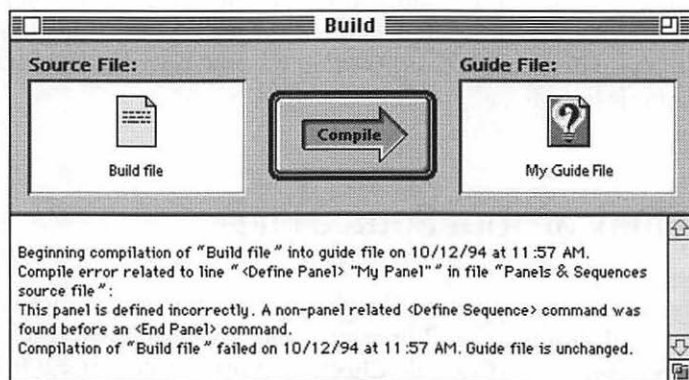 Build
Source File:
Guide File:
Compile
Build file
My Guide File
Beginning compilation of "Build file" into guide file on 10/12/94 at 11:57 AM.
Compile error related to line "<Define Panel> "My Panel"" in file "Panels & Sequences
source file":
This panel is defined incorrectly. A non-panel related <Define Sequence> command was
found before an <End Panel> command.
Compilation of "Build file" failed on 10/12/94 at 11:57 AM. Guide file is unchanged.